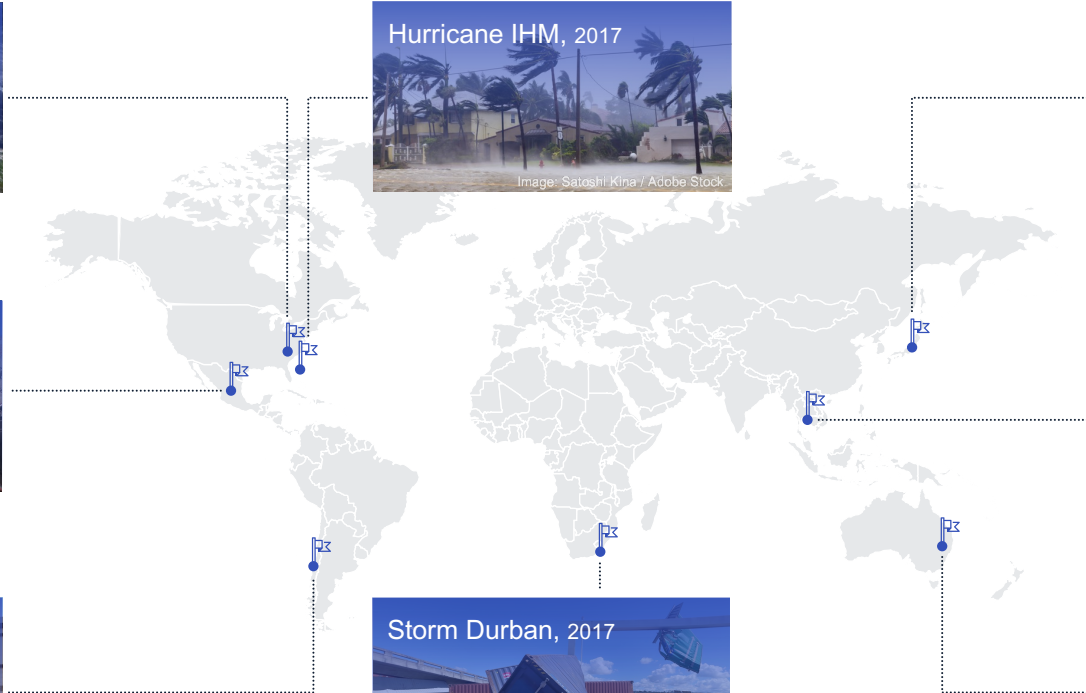 Hurricane IHM, 2017
Image: Satoshi Kina / Adobe Stock
Storm Durban, 2017